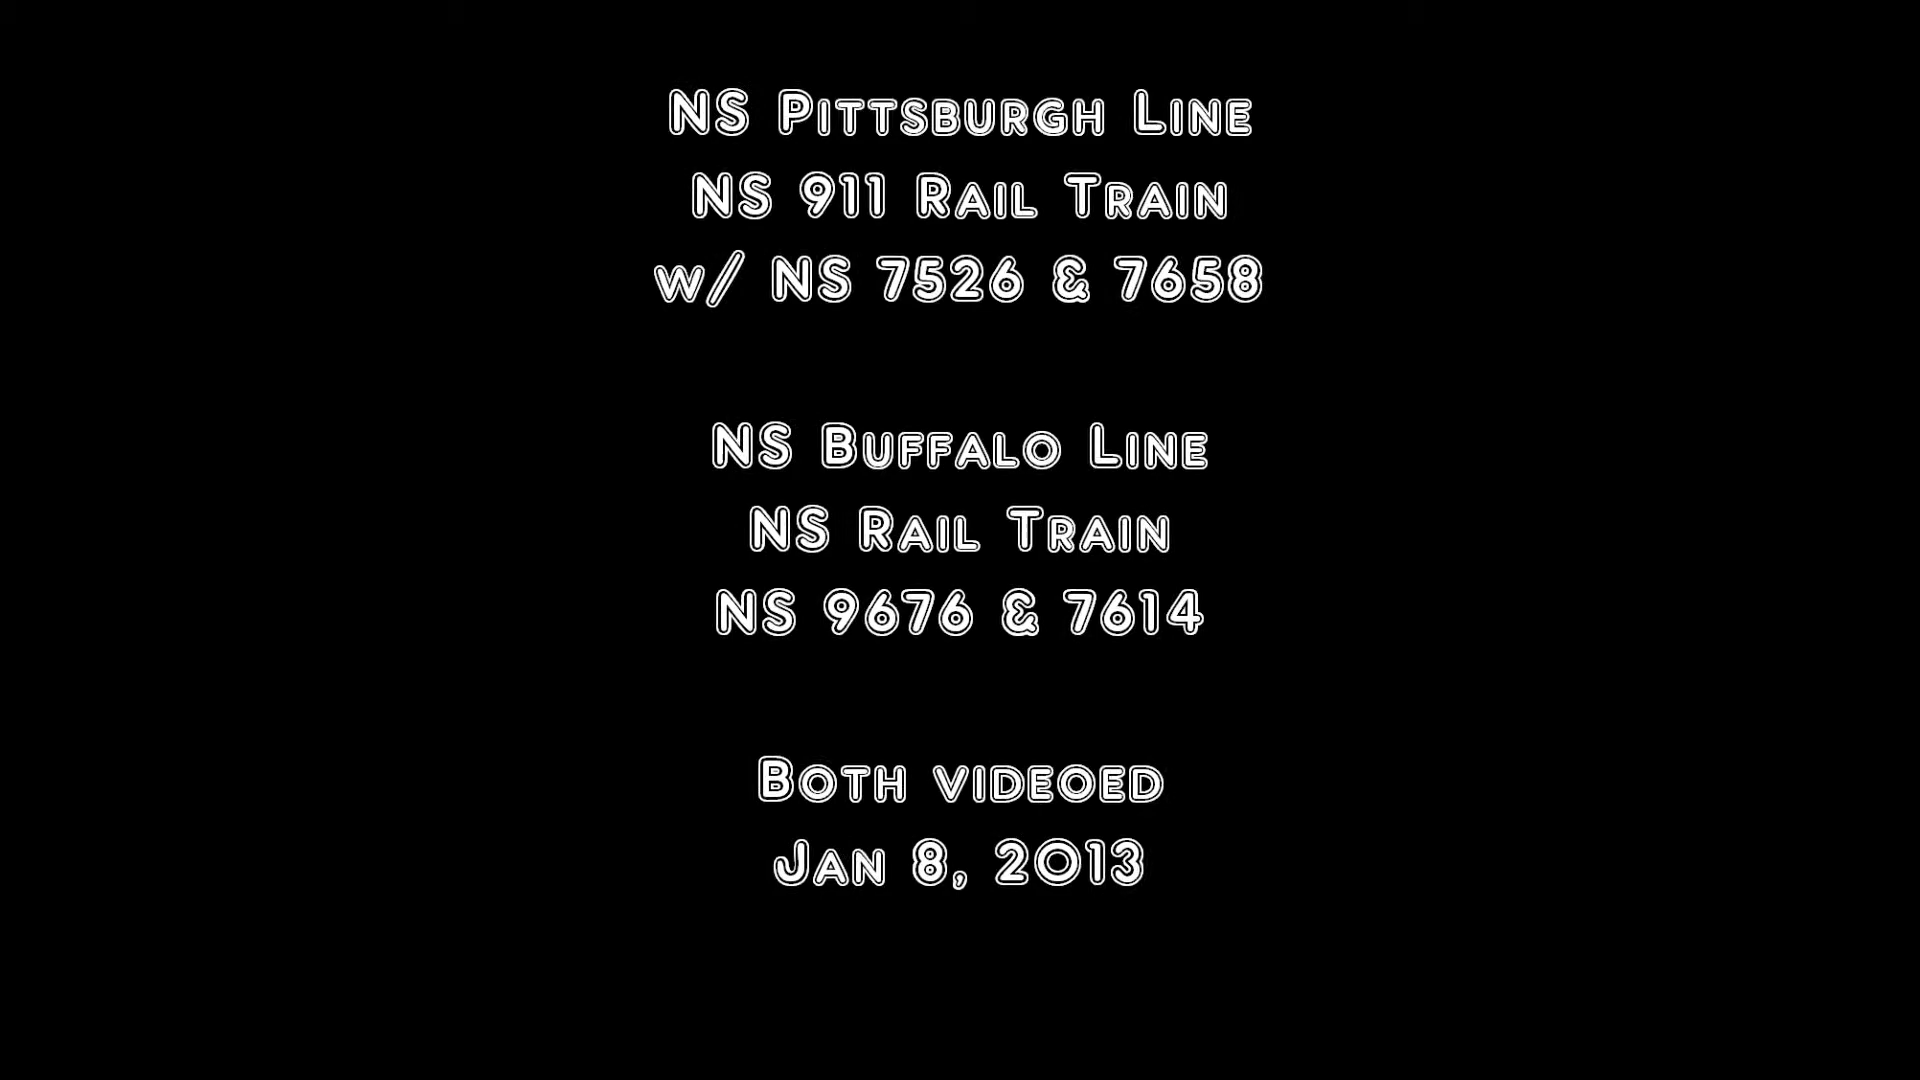 NS Pittsburgh Line
NS 911 Rail Train
w/ NS 7526 & 7658
NS Buffalo Line
NS Rail Train
NS 9676 & 7614
Both videoed
Jan 8, 2013